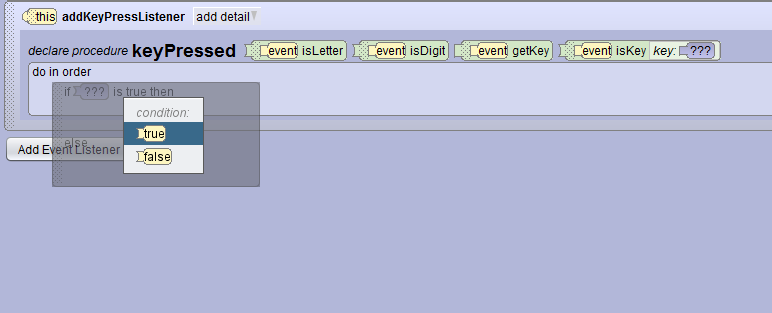 this addKeyPressListener add detail
declare procedure keyPressed event isLetter event isDigit event getKey event isKey key: ???
do in order
if ??? is true then
condition:
true
else
false
Add Event Listener